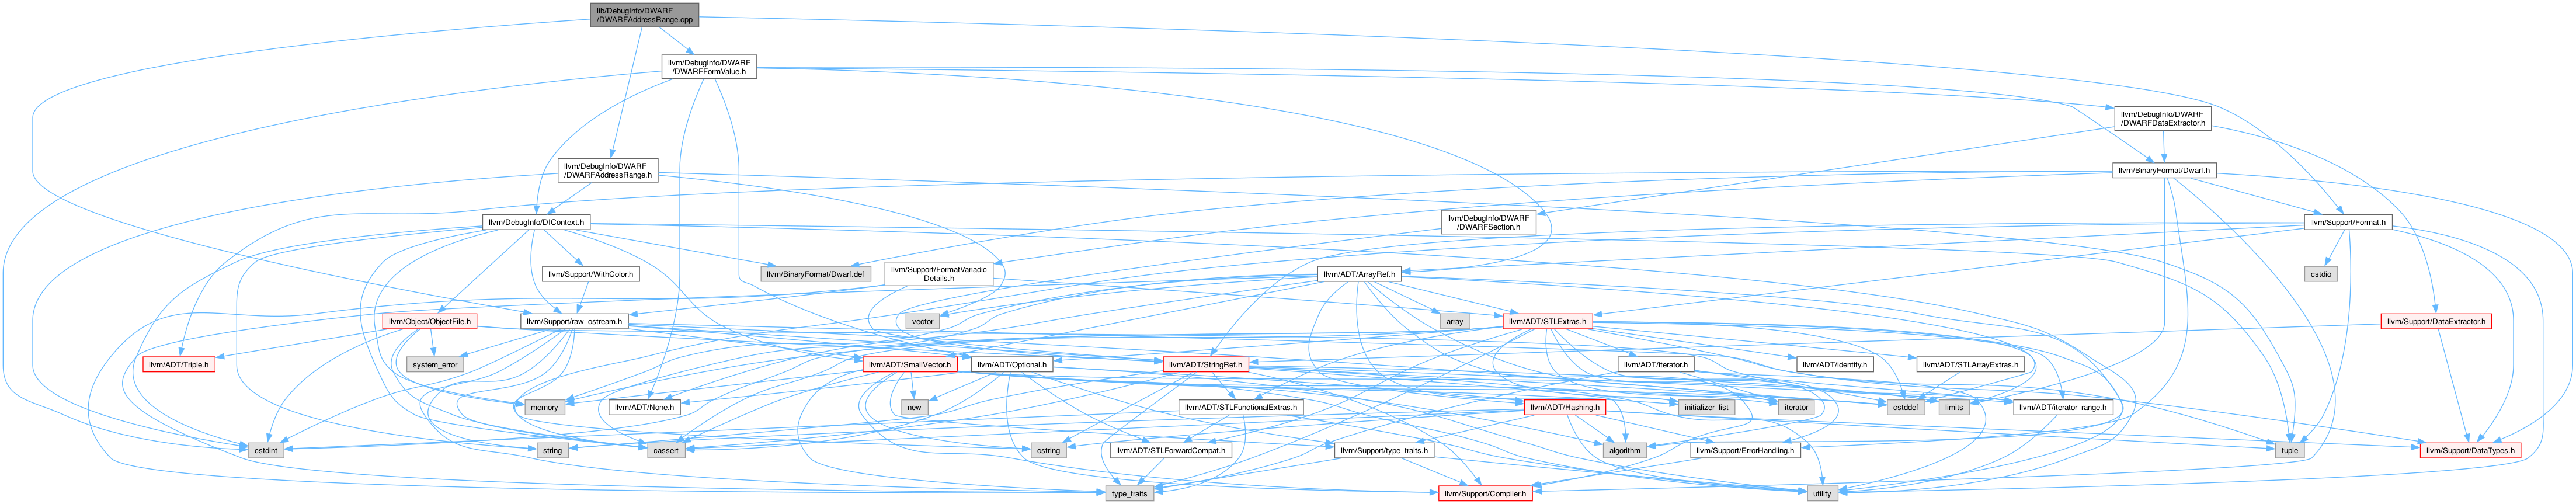 lib/DebugInfo/DWARF
/DWARFAddressRange.cpp
llvm/DebugInfo/DWARF
/DWARFFormValue.h
llvm/DebugInfo/DWARF
/DWARFDataExtractor.h
llvm/DebugInfo/DWARF
/DWARFAddressRange.h
llvm/BinaryFormat/Dwarf.h
llvm/DebugInfo/DIContext.h
llvm/DebugInfo/DWARF
/DWARFSection.h
llvm/Support/Format.h
llvm/Support/WithColor.h
llvm/BinaryFormat/Dwarf.def
llvm/Support/FormatVariadic
Details.h
llvm/ADT/ArrayRef.h
cstdio
llvm/Object/ObjectFile.h
llvm/Support/raw_ostream.h
vector
array
llvm/ADT/STLExtras.h
llvm/Support/DataExtractor.h
llvm/ADT/Triple.h
system_error
llvm/ADT/SmallVector.h
llvm/ADT/Optional.h
llvm/ADT/StringRef.h
llvm/ADT/iterator.h
llvm/ADT/identity.h
llvm/ADT/STLArrayExtras.h
memory
llvm/ADT/None.h
new
llvm/ADT/STLFunctionalExtras.h
llvm/ADT/Hashing.h
initializer_list
iterator
cstddef
limits
llvm/ADT/iterator_range.h
cstdint
string
cassert
cstring
llvm/ADT/STLForwardCompat.h
llvm/Support/type_traits.h
algorithm
llvm/Support/ErrorHandling.h
tuple
llvm/Support/DataTypes.h
type_traits
llvm/Support/Compiler.h
utility